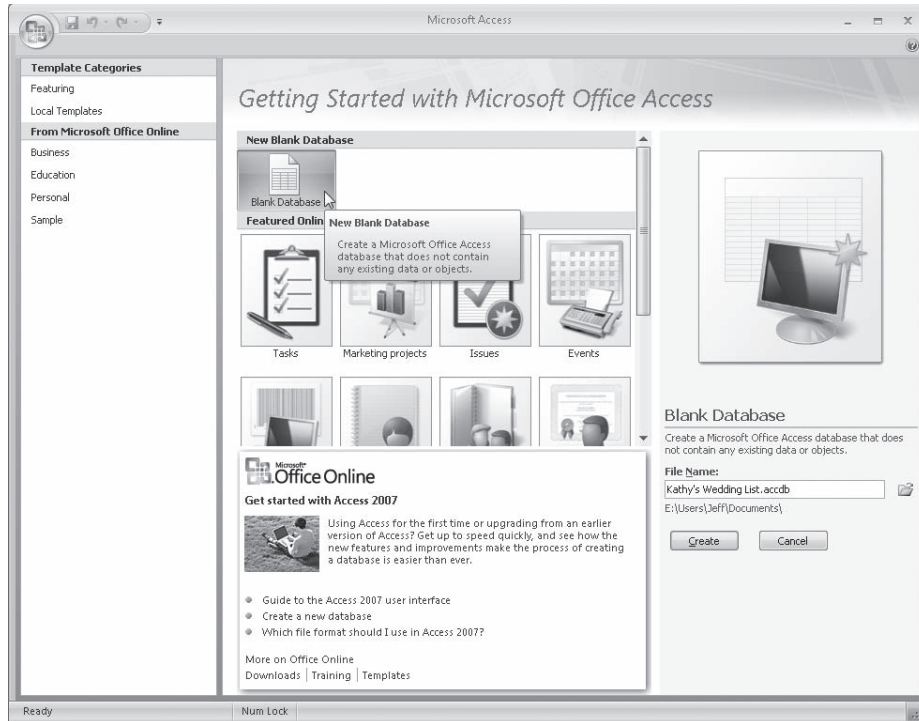 Microsoft Access
Template Categories
Featuring
Local Templates
From Microsoft Office Online
Business
Education
Personal
Sample
Getting Started with Microsoft Office Access
New Blank Database
Blank Database
Featured Onlin
New Blank Database
Create a Microsoft Office Access
database that does not contain
any existing data or objects.
Tasks
Marketing projects
Issues
Events
Microsoft
Office Online
Get started with Access 2007
Using Access for the first time or upgrading from an earlier
version of Access? Get up to speed quickly, and see how the
new features and improvements make the process of creating
a database is easier than ever.
Guide to the Access 2007 user interface
Create a new database
Which file format should I use in Access 2007?
More on Office Online
Downloads | Training | Templates
Blank Database
Create a Microsoft Office Access database that does
not contain any existing data or objects.
File Name:
Kathy's Wedding List.accdb
E:\Users\Jeff\Documents\
Create
Cancel
Ready
Num Lock